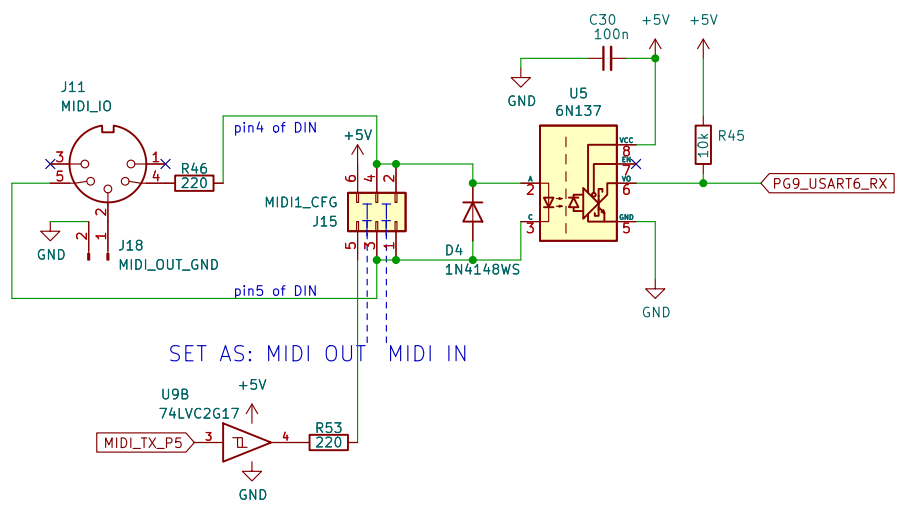 C30
100n
+5V
+5V
GND
J11
MIDI_IO
U5
6N137
pin4 of DIN
+5V
VCC
8
R45
10k
EN
7
3
1
5
4
R46
220
6
4
2
A
2
VO
6
PG9_USART6_RX
MIDI1_CFG
J15
2
C
3
GND
5
GND
2
1
J18
MIDI_OUT_GND
5
3
1
D4
1N4148WS
pin5 of DIN
GND
SET AS: MIDI OUT MIDI IN
+5V
U9B
74LVC2G17
MIDI_TX_P5
3
4
R53
220
GND